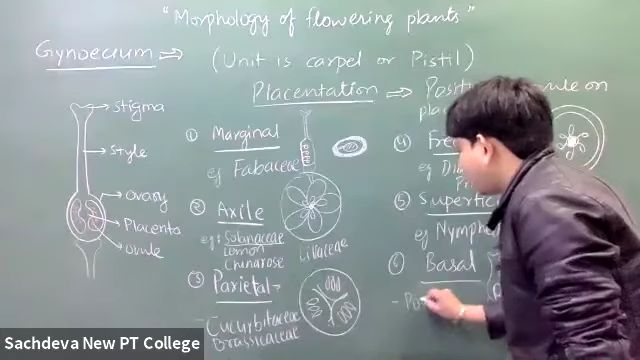 "Morphology of flowering plants"
Gynoecium ⇒ (Unit is carpel or Pistil)
Placentation ⇒
stigma
style
ovary
Placenta
ovule
① Marginal
eg Fabaceae
② Axile
eg:- Solanaceae
Lemon
Chinarose
Liliaceae
③ Parietal -
- Cucurbitaceae
Brassicaceae
④
eg
⑤
eg
⑥ Basal
Sachdeva New PT College